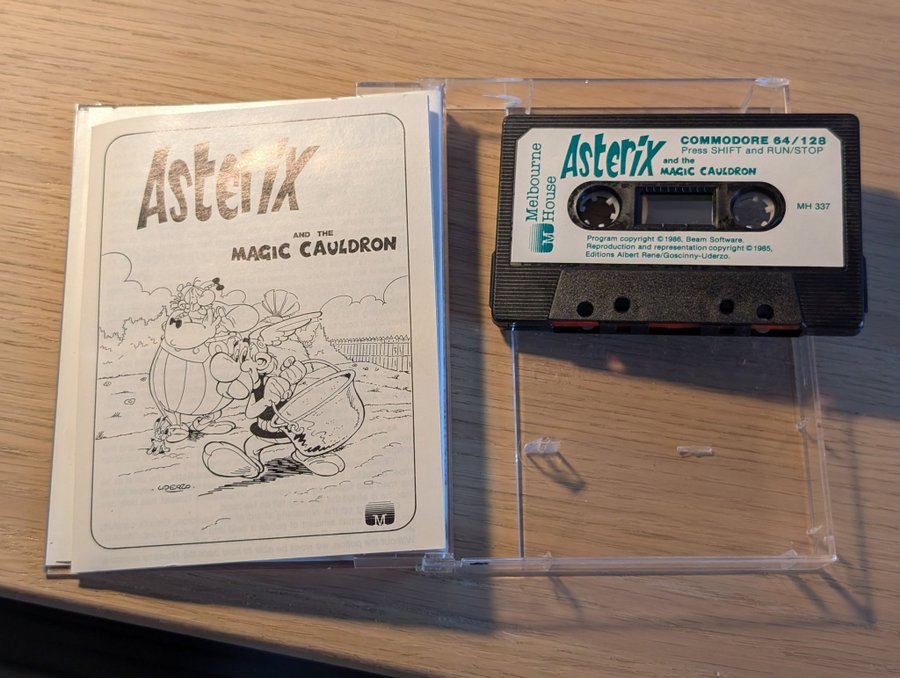 Asterix
AND THE
MAGIC CAULDRON
UDERZO
M
Melbourne
House
M
Asterix
and the
MAGIC CAULDRON
COMMODORE 64/128
Press SHIFT and RUN/STOP
MH 337
Program copyright © 1986, Beam Software.
Reproduction and representation copyright © 1985,
Editions Albert Rene/Goscinny-Uderzo.